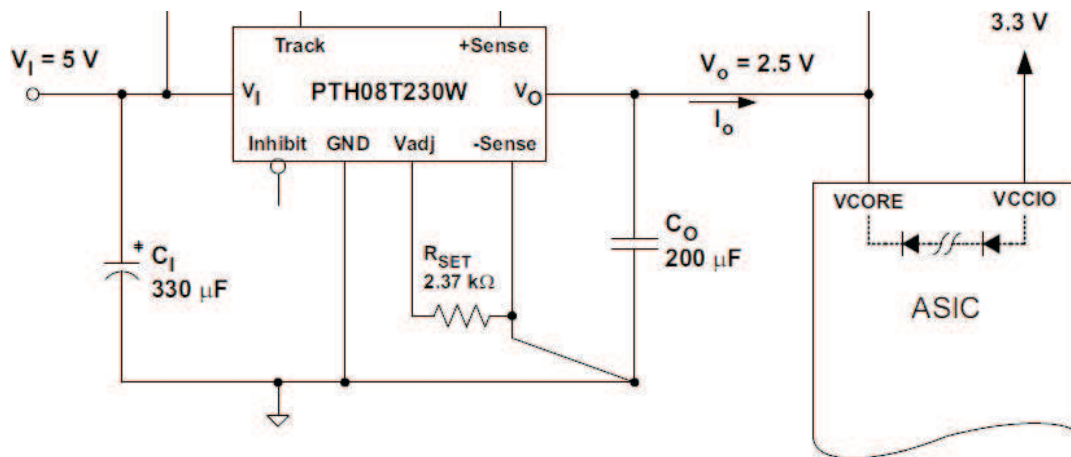 3.3 V
V_I = 5 V
Track
+Sense
V_O = 2.5 V
V_I
PTH08T230W
V_O
I_O
Inhibit
GND
Vadj
-Sense
VCORE
VCCIO
C_O
200 μF
+ C_I
330 μF
R_SET
2.37 kΩ
ASIC